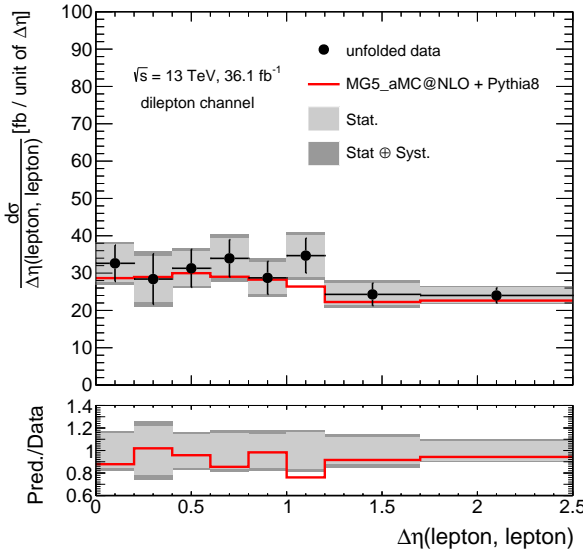 dσ
Δη(lepton, lepton) [fb / unit of Δη]
100
90
80
70
60
50
40
30
20
10
0
√s = 13 TeV, 36.1 fb⁻¹
dilepton channel
unfolded data
MG5_aMC@NLO + Pythia8
Stat.
Stat ⊕ Syst.
Pred./Data
1.4
1.2
1
0.8
0.6
0 0.5 1 1.5 2 2.5
Δη(lepton, lepton)